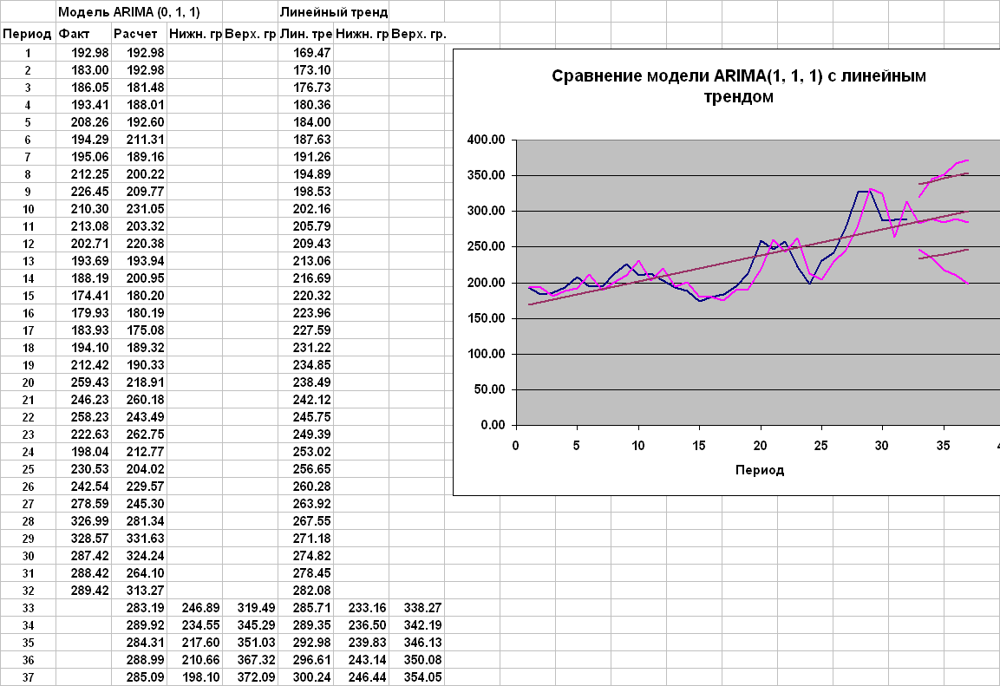 Модель ARIMA (0, 1, 1) Линейный тренд
Период Факт Расчет Нижн. гр Верх. гр Лин. тре Нижн. гр Верх. гр.
1 192.98 192.98 169.47
2 183.00 192.98 173.10
3 186.05 181.48 176.73
4 193.41 188.01 180.36
5 208.26 192.60 184.00
6 194.29 211.31 187.63
7 195.06 189.16 191.26
8 212.25 200.22 194.89
9 226.45 209.77 198.53
10 210.30 231.05 202.16
11 213.08 203.32 205.79
12 202.71 220.38 209.43
13 193.69 193.94 213.06
14 188.19 200.95 216.69
15 174.41 180.20 220.32
16 179.93 180.19 223.96
17 183.93 175.08 227.59
18 194.10 189.32 231.22
19 212.42 190.33 234.85
20 259.43 218.91 238.49
21 246.23 260.18 242.12
22 258.23 243.49 245.75
23 222.63 262.75 249.39
24 198.04 212.77 253.02
25 230.53 204.02 256.65
26 242.54 229.57 260.28
27 278.59 245.30 263.92
28 326.99 281.34 267.55
29 328.57 331.63 271.18
30 287.42 324.24 274.82
31 288.42 264.10 278.45
32 289.42 313.27 282.08
33 283.19 246.89 319.49 285.71 233.16 338.27
34 289.92 234.55 345.29 289.35 236.50 342.19
35 284.31 217.60 351.03 292.98 239.83 346.13
36 288.99 210.66 367.32 296.61 243.14 350.08
37 285.09 198.10 372.09 300.24 246.44 354.05
Сравнение модели ARIMA(1, 1, 1) с линейным
трендом
400.00
350.00
300.00
250.00
200.00
150.00
100.00
50.00
0.00
0 5 10 15 20 25 30 35
Период